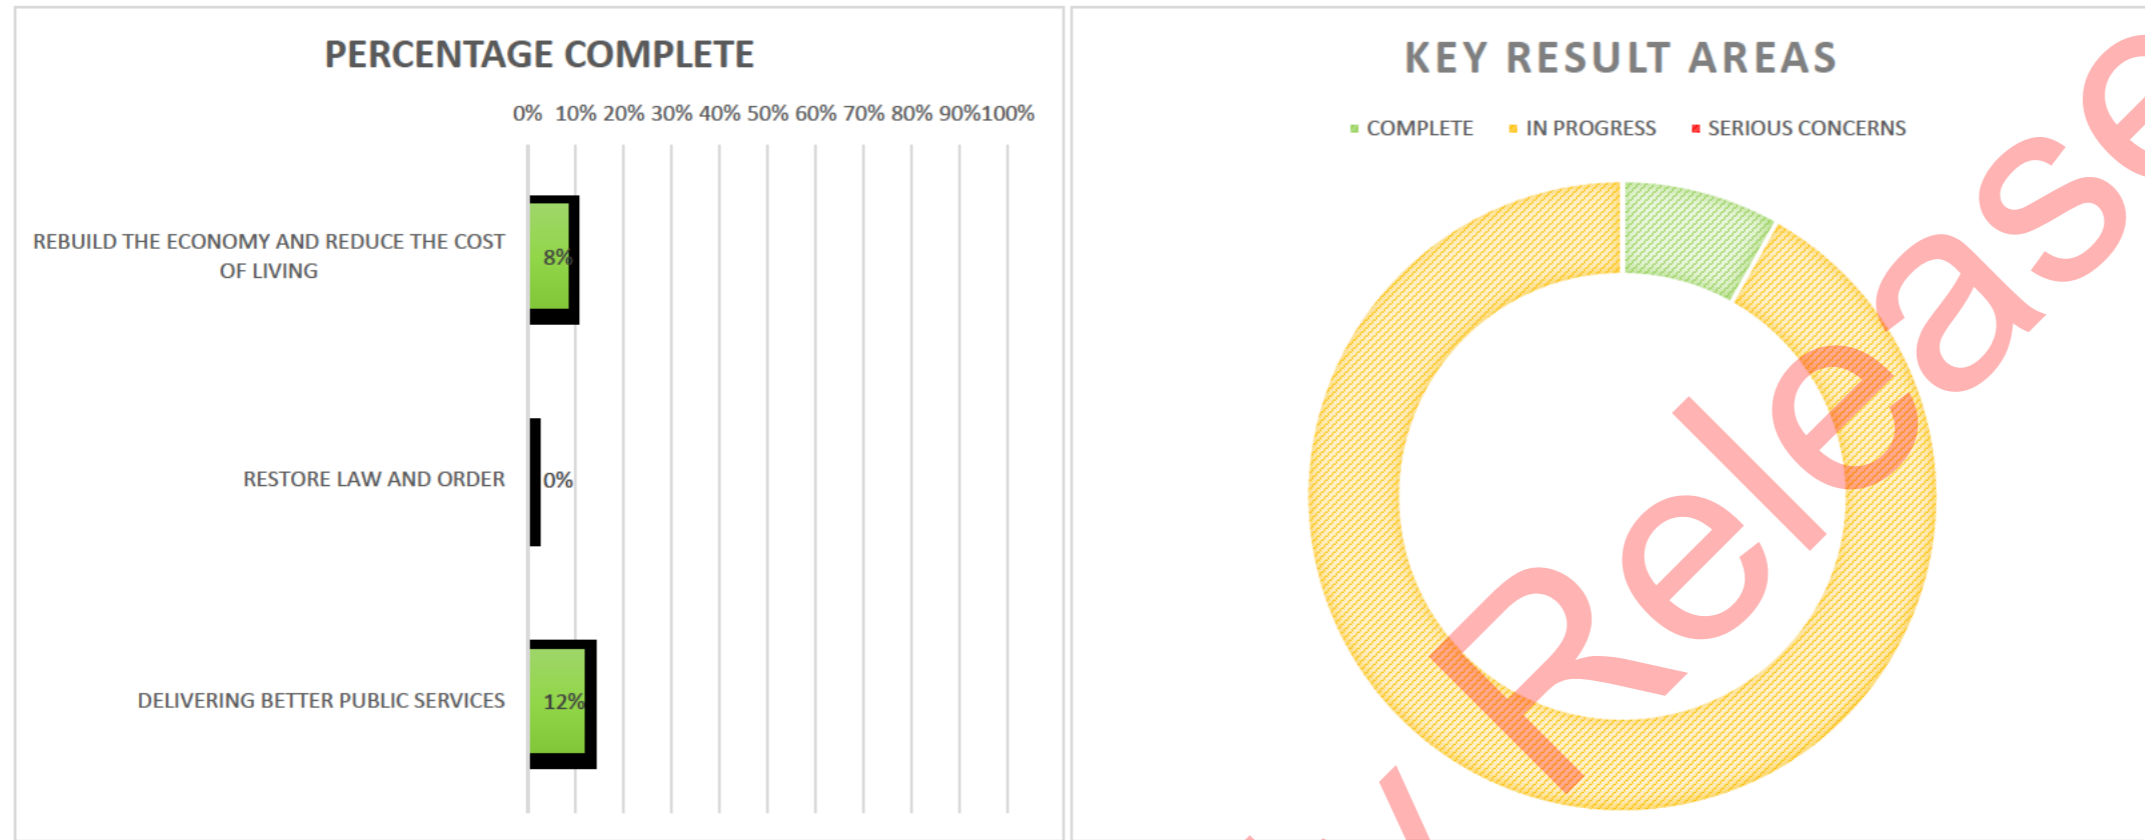 PERCENTAGE COMPLETE
0% 10% 20% 30% 40% 50% 60% 70% 80% 90% 100%
REBUILD THE ECONOMY AND REDUCE THE COST
OF LIVING
8%
RESTORE LAW AND ORDER
0%
DELIVERING BETTER PUBLIC SERVICES
12%
KEY RESULT AREAS
COMPLETE IN PROGRESS SERIOUS CONCERNS
y Release